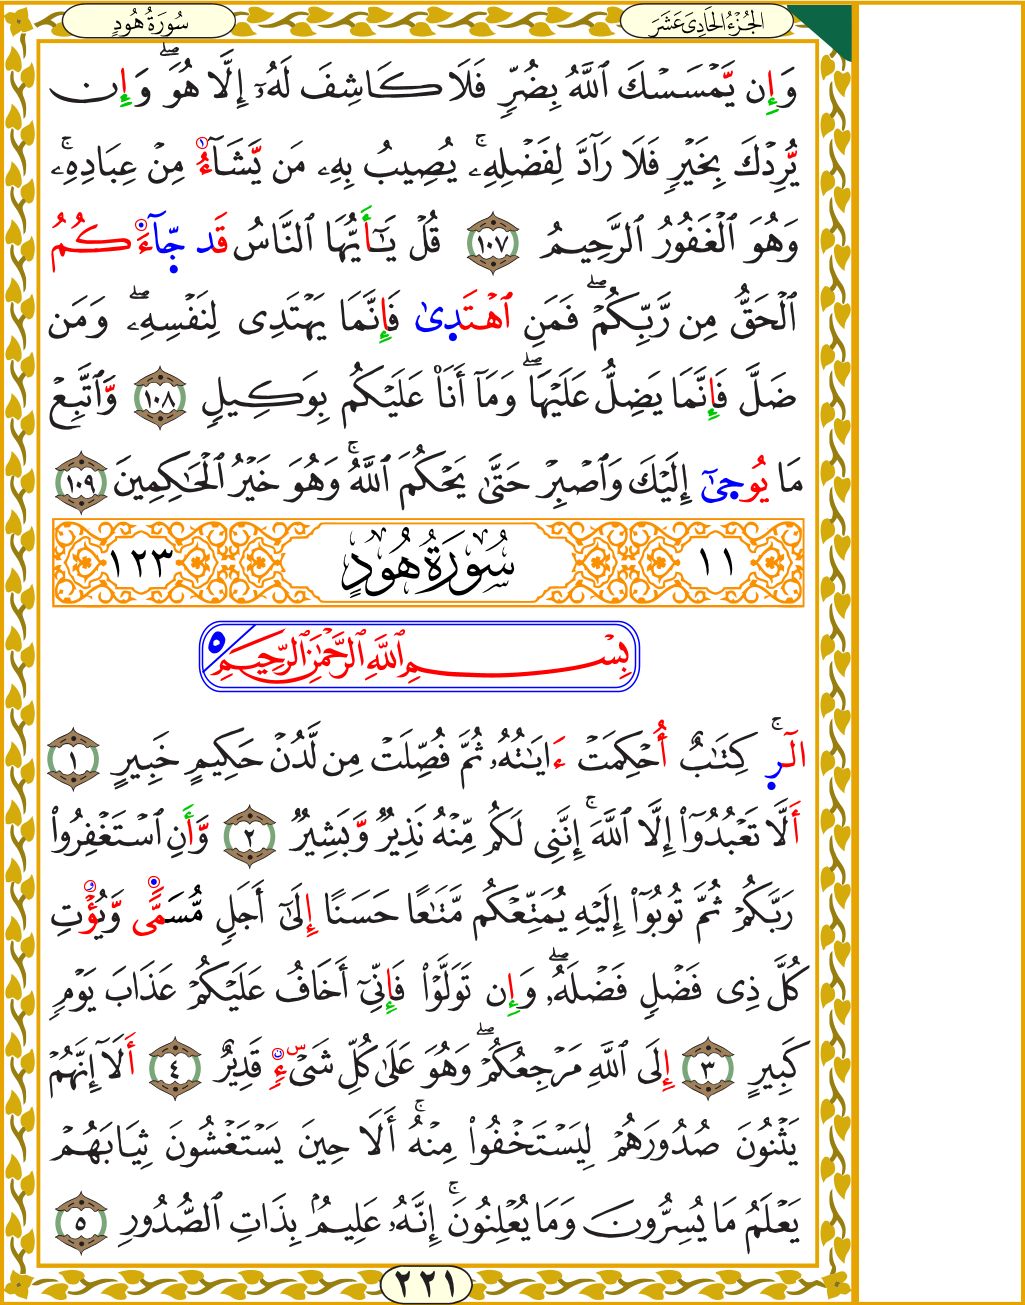 الجُزْءُ الحَادِىَ عَشَرَ
سُورَةُ هُودٍ
وَإِن يَّمْسَسْكَ ٱللَّهُ بِضُرٍّ فَلَا كَاشِفَ لَهُۥٓ إِلَّا هُوَ ۖ وَإِن
يُّرِدْكَ بِخَيْرٍ فَلَا رَآدَّ لِفَضْلِهِۦ ۚ يُصِيبُ بِهِۦ مَن يَّشَآءُ مِنْ عِبَادِهِۦ ۚ
وَهُوَ ٱلْغَفُورُ ٱلرَّحِيمُ ١٠٧ قُلْ يَـٰٓأَيُّهَا ٱلنَّاسُ قَد جَّآءَكُمُ
ٱلْحَقُّ مِن رَّبِّكُمْ ۖ فَمَنِ ٱهْتَدِىٰ فَإِنَّمَا يَهْتَدِى لِنَفْسِهِۦ ۖ وَمَن
ضَلَّ فَإِنَّمَا يَضِلُّ عَلَيْهَا ۖ وَمَآ أَنَا۠ عَلَيْكُم بِوَكِيلٍ ١٠٨ وَّٱتَّبِعْ
مَا يُوحِىٰٓ إِلَيْكَ وَٱصْبِرْ حَتَّىٰ يَحْكُمَ ٱللَّهُ ۚ وَهُوَ خَيْرُ ٱلْحَـٰكِمِينَ ١٠٩
١١ سُورَةُ هُودٍ ١٢٣
بِسْمِ ٱللَّهِ ٱلرَّحْمَـٰنِ ٱلرَّحِيمِ ٥
الٓرٖ ۚ كِتَـٰبٌ أُحْكِمَتْ ءَايَـٰتُهُۥ ثُمَّ فُصِّلَتْ مِن لَّدُنْ حَكِيمٍ خَبِيرٍ ١
أَلَّا تَعْبُدُوٓا۟ إِلَّا ٱللَّهَ ۚ إِنَّنِى لَكُم مِّنْهُ نَذِيرٌ وَّبَشِيرٌ ٢ وَّأَنِ ٱسْتَغْفِرُوا۟
رَبَّكُمْ ثُمَّ تُوبُوٓا۟ إِلَيْهِ يُمَتِّعْكُم مَّتَـٰعًا حَسَنًا إِلَىٰٓ أَجَلٍ مُّسَمًّى وَّيُؤْتِ
كُلَّ ذِى فَضْلٍ فَضْلَهُۥ ۖ وَإِن تَوَلَّوْا۟ فَإِنِّىٓ أَخَافُ عَلَيْكُمْ عَذَابَ يَوْمٍ
كَبِيرٍ ٣ إِلَى ٱللَّهِ مَرْجِعُكُمْ ۖ وَهُوَ عَلَىٰ كُلِّ شَىْءٍ قَدِيرٌ ٤ أَلَآ إِنَّهُمْ
يَثْنُونَ صُدُورَهُمْ لِيَسْتَخْفُوا۟ مِنْهُ ۚ أَلَا حِينَ يَسْتَغْشُونَ ثِيَابَهُمْ
يَعْلَمُ مَا يُسِرُّونَ وَمَا يُعْلِنُونَ ۚ إِنَّهُۥ عَلِيمٌۢ بِذَاتِ ٱلصُّدُورِ ٥
٢٢١